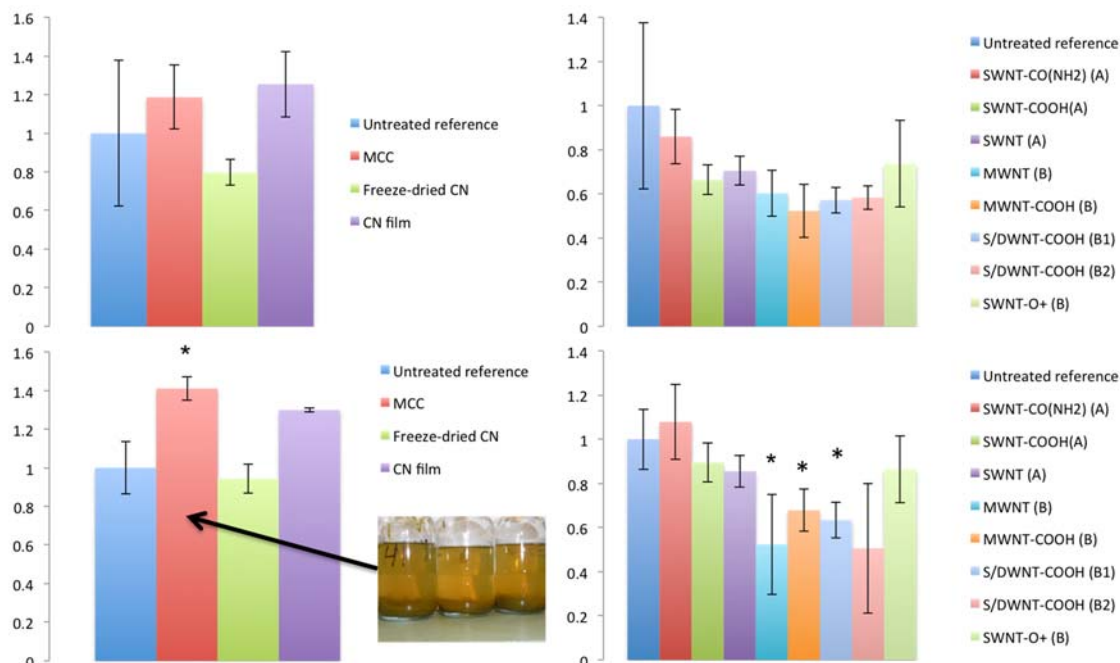 1.6
1.4
1.2
1
0.8
0.6
0.4
0.2
0
Untreated reference
MCC
Freeze-dried CN
CN film
1.4
1.2
1
0.8
0.6
0.4
0.2
0
Untreated reference
SWNT-CO(NH2) (A)
SWNT-COOH(A)
SWNT (A)
MWNT (B)
MWNT-COOH (B)
S/DWNT-COOH (B1)
S/DWNT-COOH (B2)
SWNT-O+ (B)
1.6
1.4
1.2
1
0.8
0.6
0.4
0.2
0
*
Untreated reference
MCC
Freeze-dried CN
CN film
1.4
1.2
1
0.8
0.6
0.4
0.2
0
* * *
Untreated reference
SWNT-CO(NH2) (A)
SWNT-COOH(A)
SWNT (A)
MWNT (B)
MWNT-COOH (B)
S/DWNT-COOH (B1)
S/DWNT-COOH (B2)
SWNT-O+ (B)